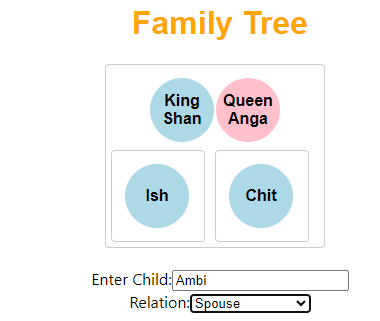 Family Tree
King Queen
Shan Anga
Ish Chit
Enter Child: Ambi
Relation: Spouse